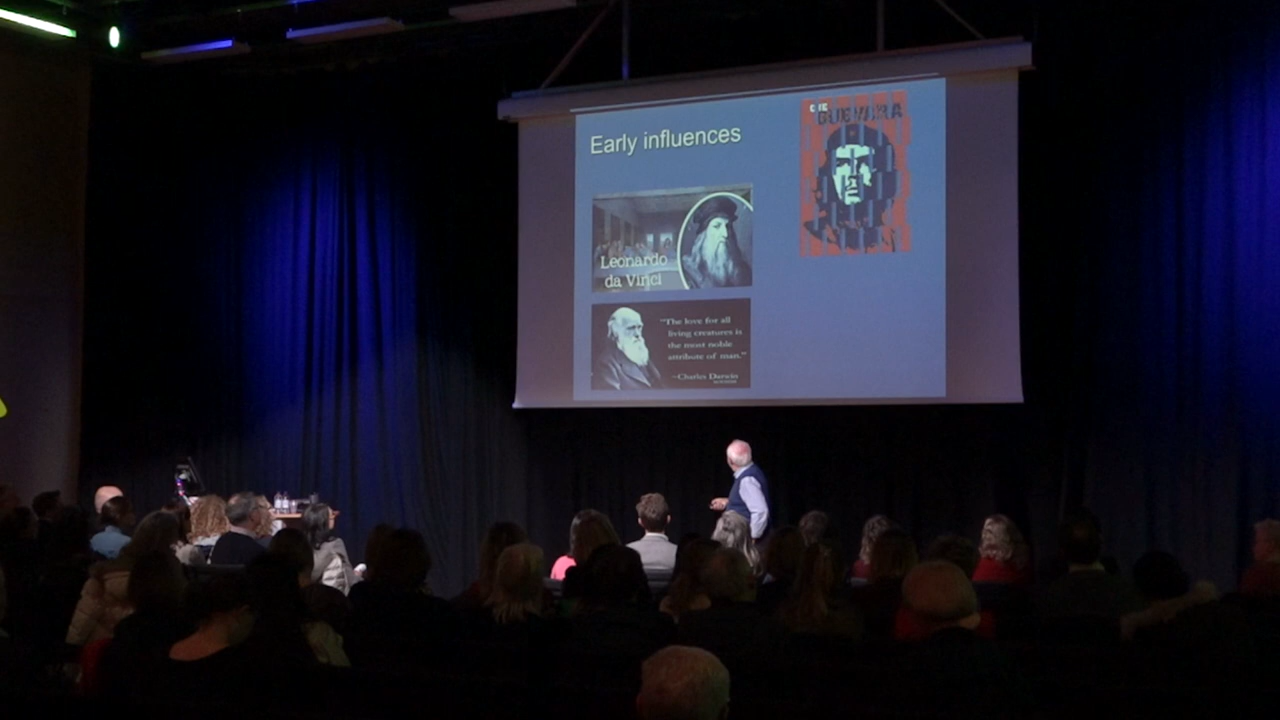 Early influences
CHE
GUEVARA
Leonardo
da Vinci
"The love for all
living creatures is
the most noble
attribute of man."
—Charles Darwin